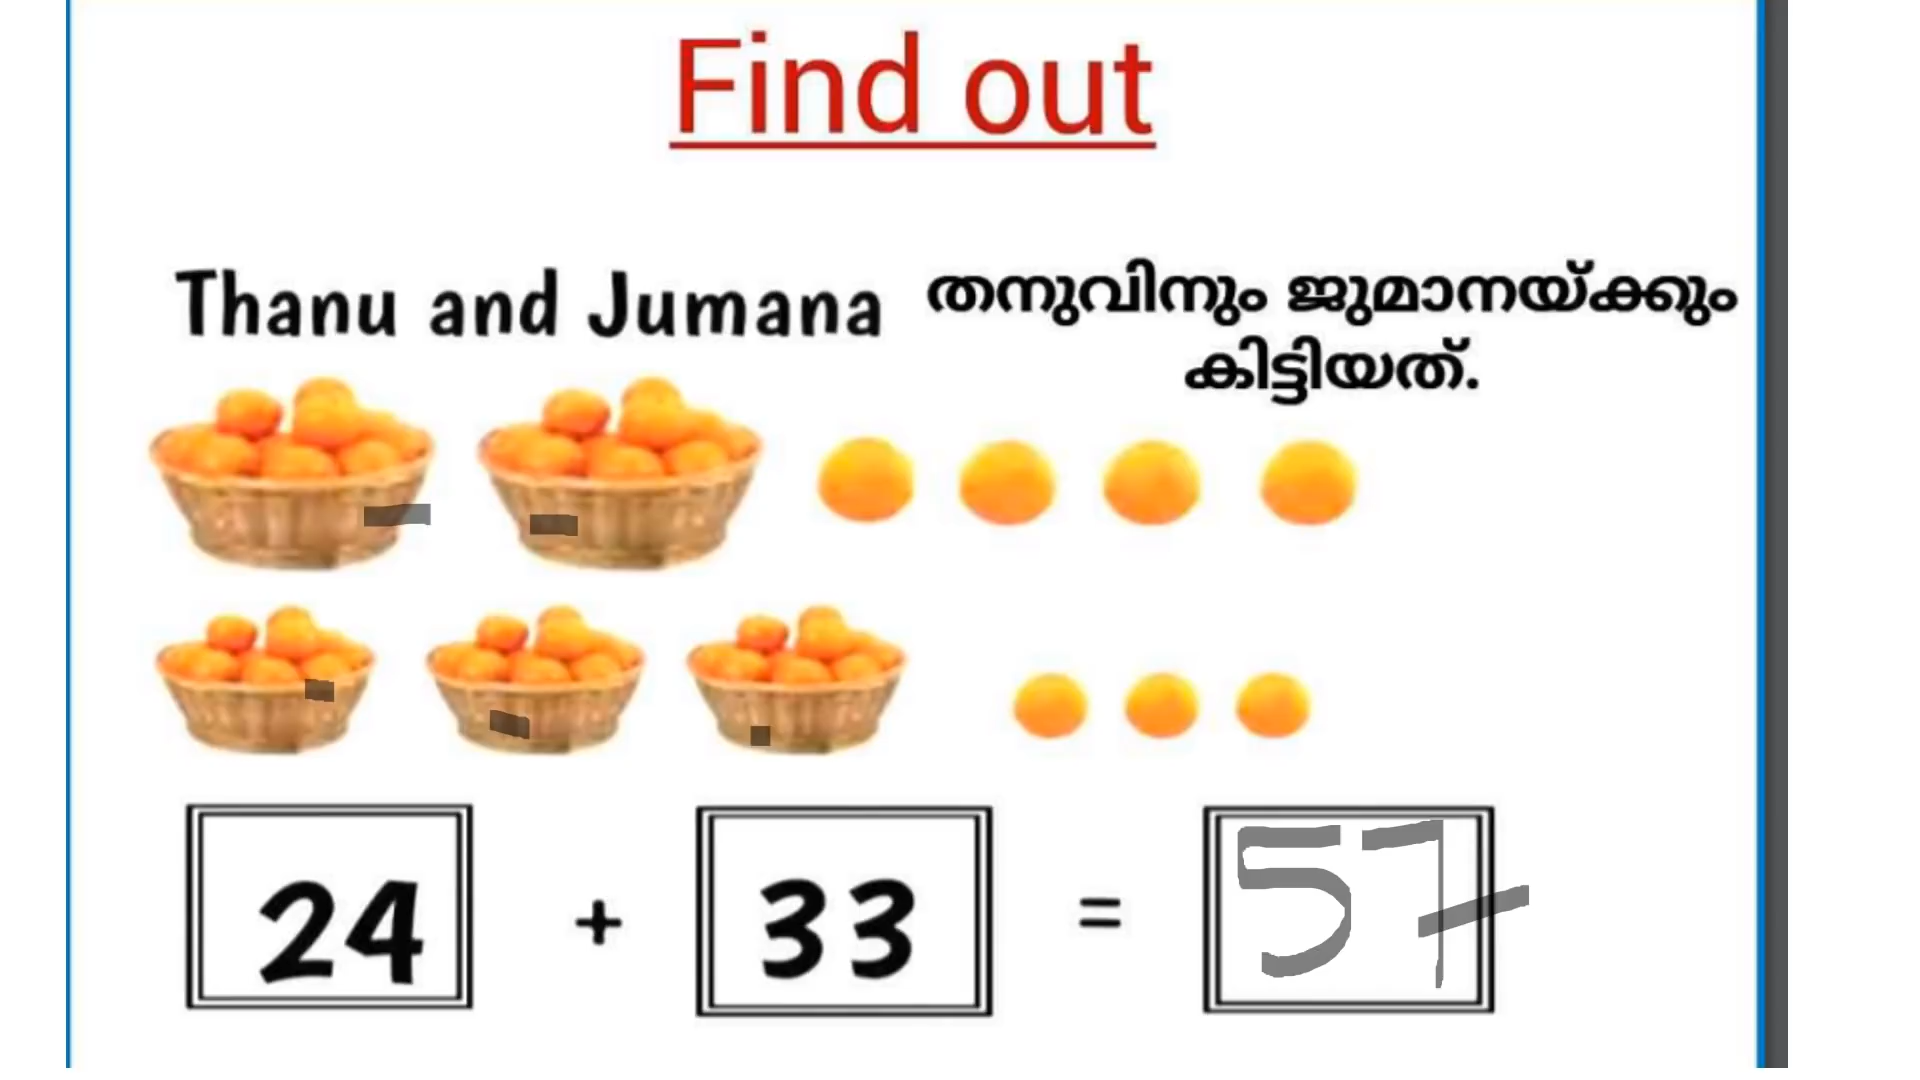 Find out
Thanu and Jumana
തനുവിനും ജുമാനയ്ക്കും
കിട്ടിയത്.
24 + 33 = 57